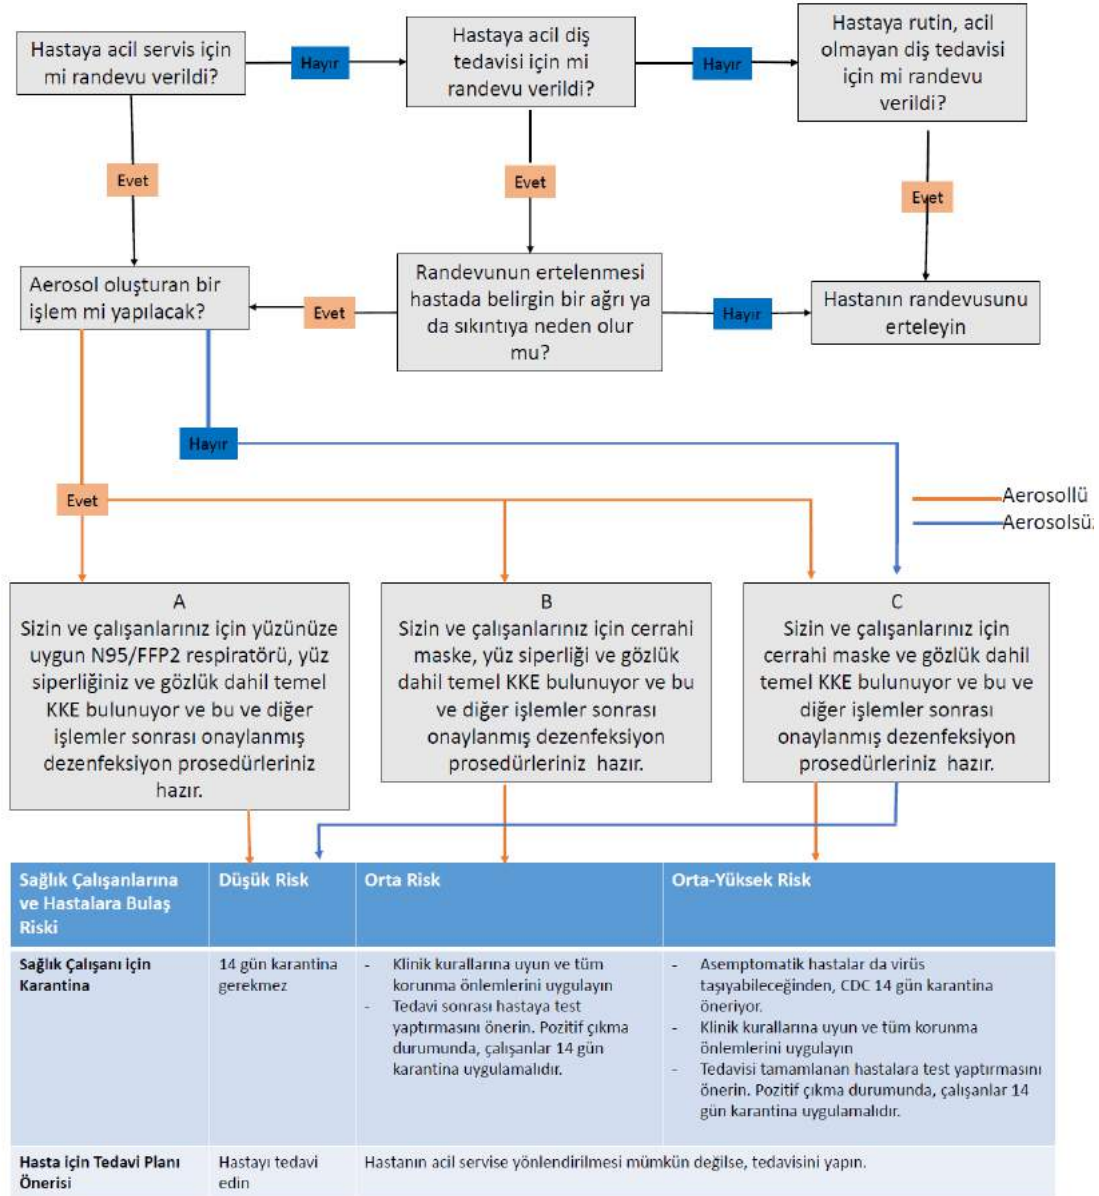 Hastaya acil servis için
mi randevu verildi?
Hayır
Hastaya acil diş
tedavisi için mi
randevu verildi?
Hayır
Hastaya rutin, acil
olmayan diş tedavisi
için mi randevu
verildi?
Evet
Evet
Evet
Aerosol oluşturan bir
işlem mi yapılacak?
Evet
Randevunun ertelenmesi
hastada belirgin bir ağrı ya
da sıkıntıya neden olur
mu?
Hayır
Hastanın randevusunu
erteleyin
Hayır
Evet
Aerosollü
Aerosolsüz
A
Sizin ve çalışanlarınız için yüzünüze
uygun N95/FFP2 respiratörü, yüz
siperliğiniz ve gözlük dahil temel
KKE bulunuyor ve bu ve diğer
işlemler sonrası onaylanmış
dezenfeksiyon prosedürleriniz
hazır.
B
Sizin ve çalışanlarınız için cerrahi
maske, yüz siperliği ve gözlük
dahil temel KKE bulunuyor ve bu
ve diğer işlemler sonrası
onaylanmış dezenfeksiyon
prosedürleriniz hazır.
C
Sizin ve çalışanlarınız için
cerrahi maske ve gözlük dahil
temel KKE bulunuyor ve bu ve
diğer işlemler sonrası
onaylanmış dezenfeksiyon
prosedürleriniz hazır.
Sağlık Çalışanlarına
ve Hastalara Bulaş
Riski
Düşük Risk
Orta Risk
Orta-Yüksek Risk
Sağlık Çalışanı için
Karantina
14 gün karantina
gerekmez
- Klinik kurallarına uyun ve tüm
korunma önlemlerini uygulayın
- Tedavi sonrası hastaya test
yaptırmasını önerin. Pozitif çıkma
durumunda, çalışanlar 14 gün
karantina uygulamalıdır.
- Asemptomatik hastalar da virüs
taşıyabileceğinden, CDC 14 gün karantina
öneriyor.
- Klinik kurallarına uyun ve tüm korunma
önlemlerini uygulayın
- Tedavisi tamamlanan hastalara test yaptırmasını
önerin. Pozitif çıkma durumunda, çalışanlar 14
gün karantina uygulamalıdır.
Hasta için Tedavi Planı
Önerisi
Hastayı tedavi
edin
Hastanın acil servise yönlendirilmesi mümkün değilse, tedavisini yapın.